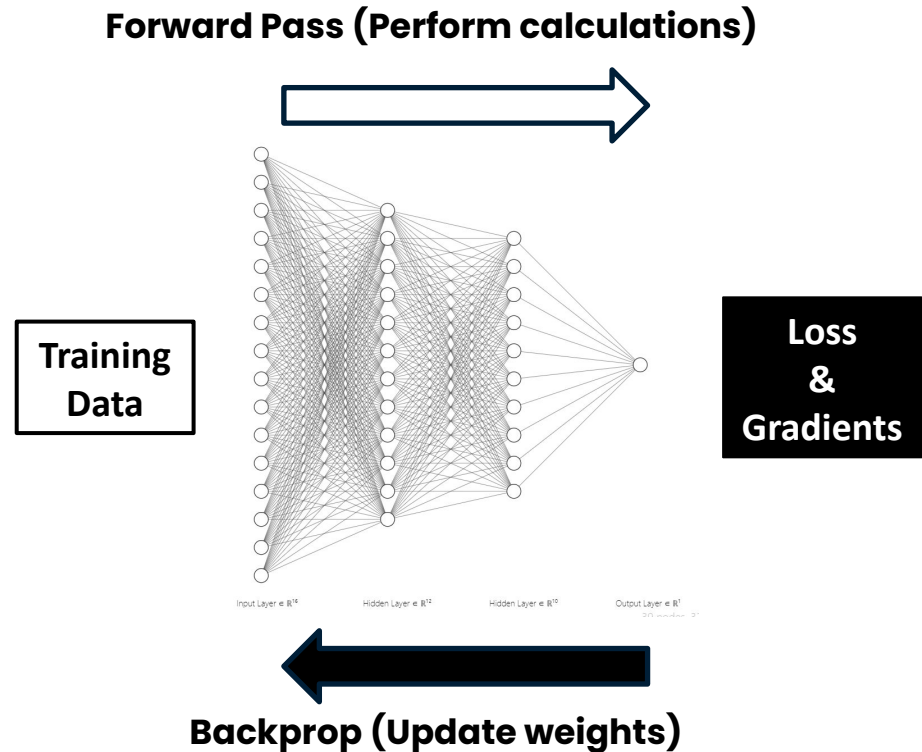 Forward Pass (Perform calculations)
Training
Data
Loss
&
Gradients
Input Layer ∈ ℝ¹⁶
Hidden Layer ∈ ℝ¹²
Hidden Layer ∈ ℝ¹⁰
Output Layer ∈ ℝ¹
Backprop (Update weights)